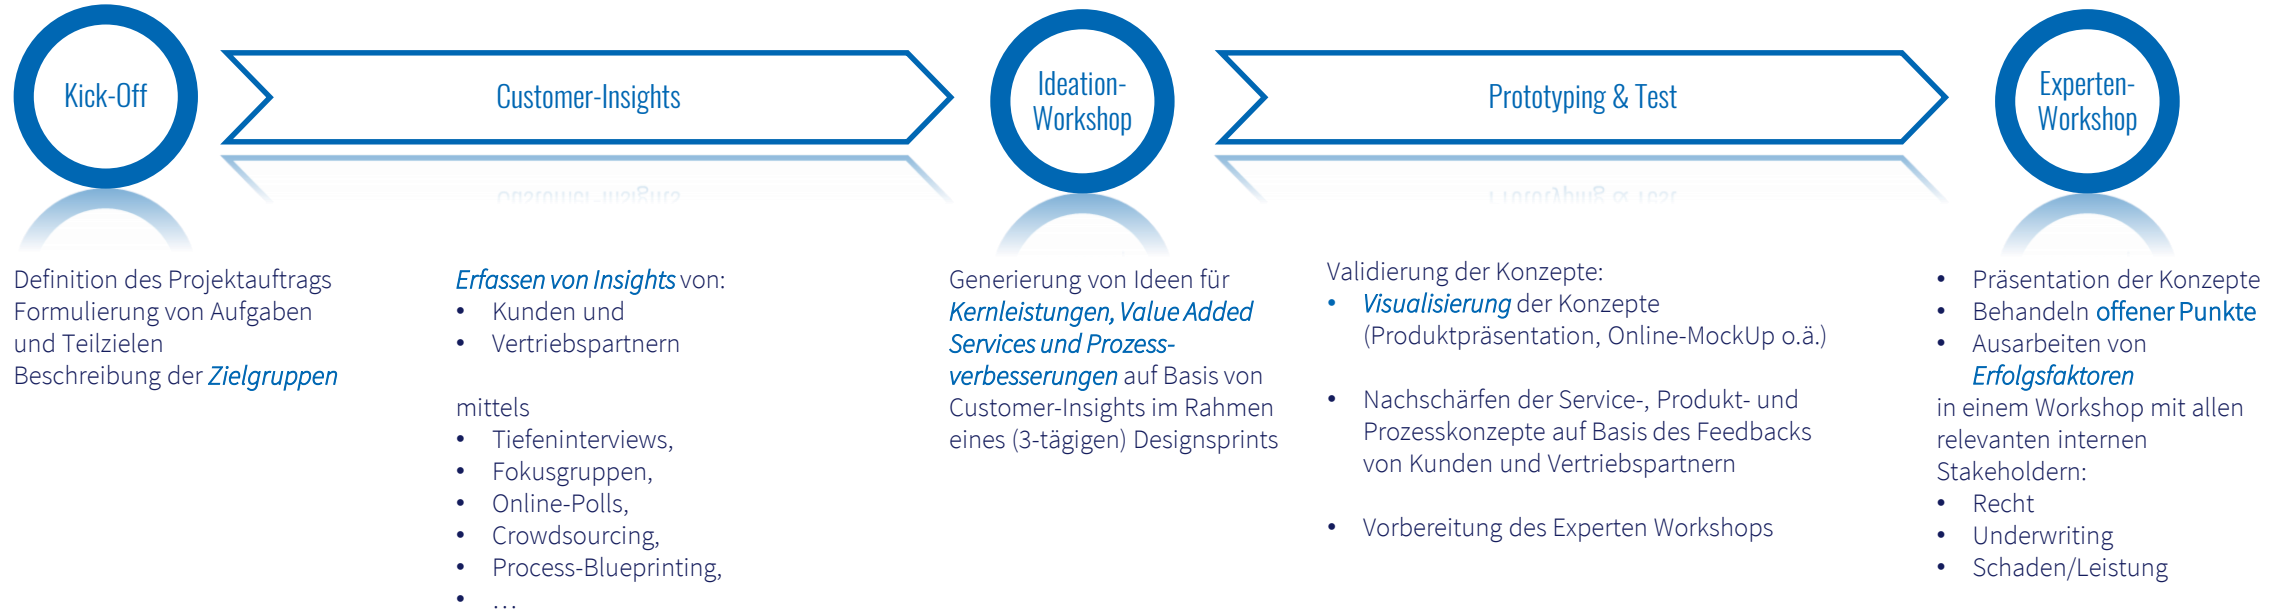 Kick-Off
Customer-Insights
Ideation-
Workshop
Prototyping & Test
Experten-
Workshop
Definition des Projektauftrags
Formulierung von Aufgaben
und Teilzielen
Beschreibung der Zielgruppen
Erfassen von Insights von:
• Kunden und
• Vertriebspartnern
mittels
• Tiefeninterviews,
• Fokusgruppen,
• Online-Polls,
• Crowdsourcing,
• Process-Blueprinting,
• …
Generierung von Ideen für
Kernleistungen, Value Added
Services und Prozess-
verbesserungen auf Basis von
Customer-Insights im Rahmen
eines (3-tägigen) Designsprints
Validierung der Konzepte:
• Visualisierung der Konzepte
(Produktpräsentation, Online-MockUp o.ä.)
• Nachschärfen der Service-, Produkt- und
Prozesskonzepte auf Basis des Feedbacks
von Kunden und Vertriebspartnern
• Vorbereitung des Experten Workshops
• Präsentation der Konzepte
• Behandeln offener Punkte
• Ausarbeiten von
Erfolgsfaktoren
in einem Workshop mit allen
relevanten internen
Stakeholdern:
• Recht
• Underwriting
• Schaden/Leistung